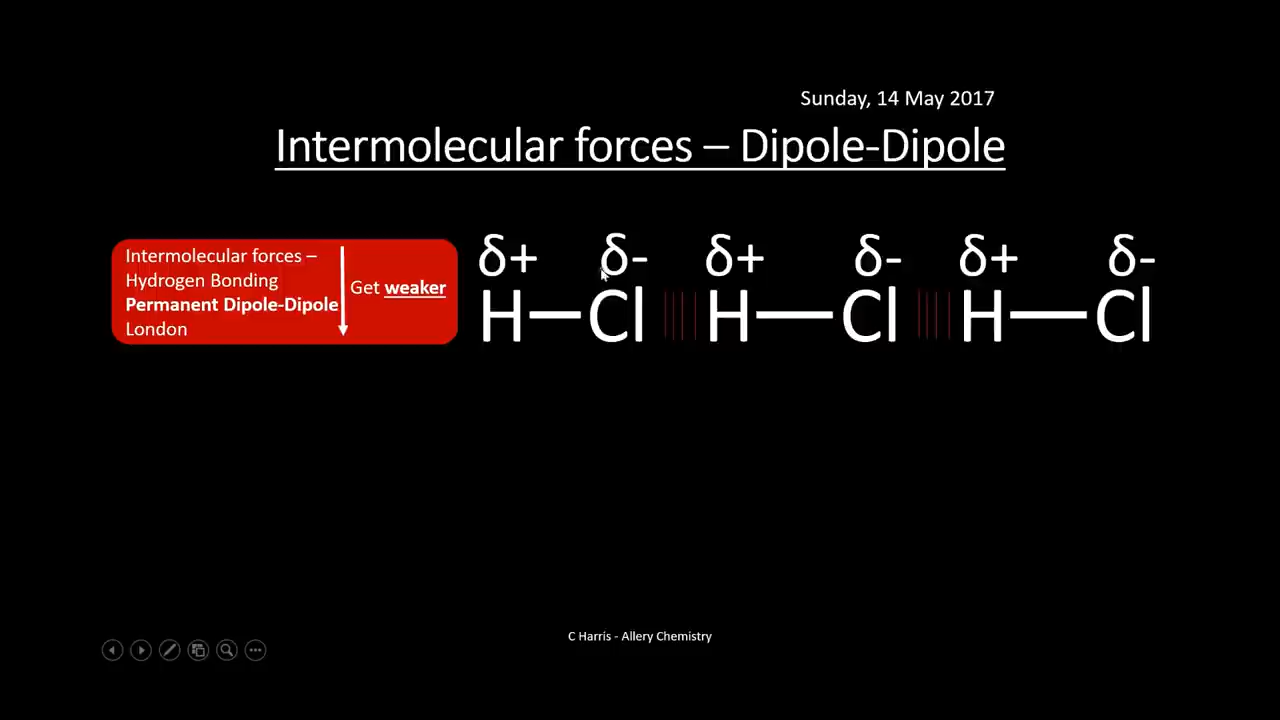 Sunday, 14 May 2017
Intermolecular forces – Dipole-Dipole
Intermolecular forces –
Hydrogen Bonding
Permanent Dipole-Dipole
London
Get weaker
δ+ δ- δ+ δ- δ+ δ-
H Cl H Cl H Cl
C Harris - Allery Chemistry